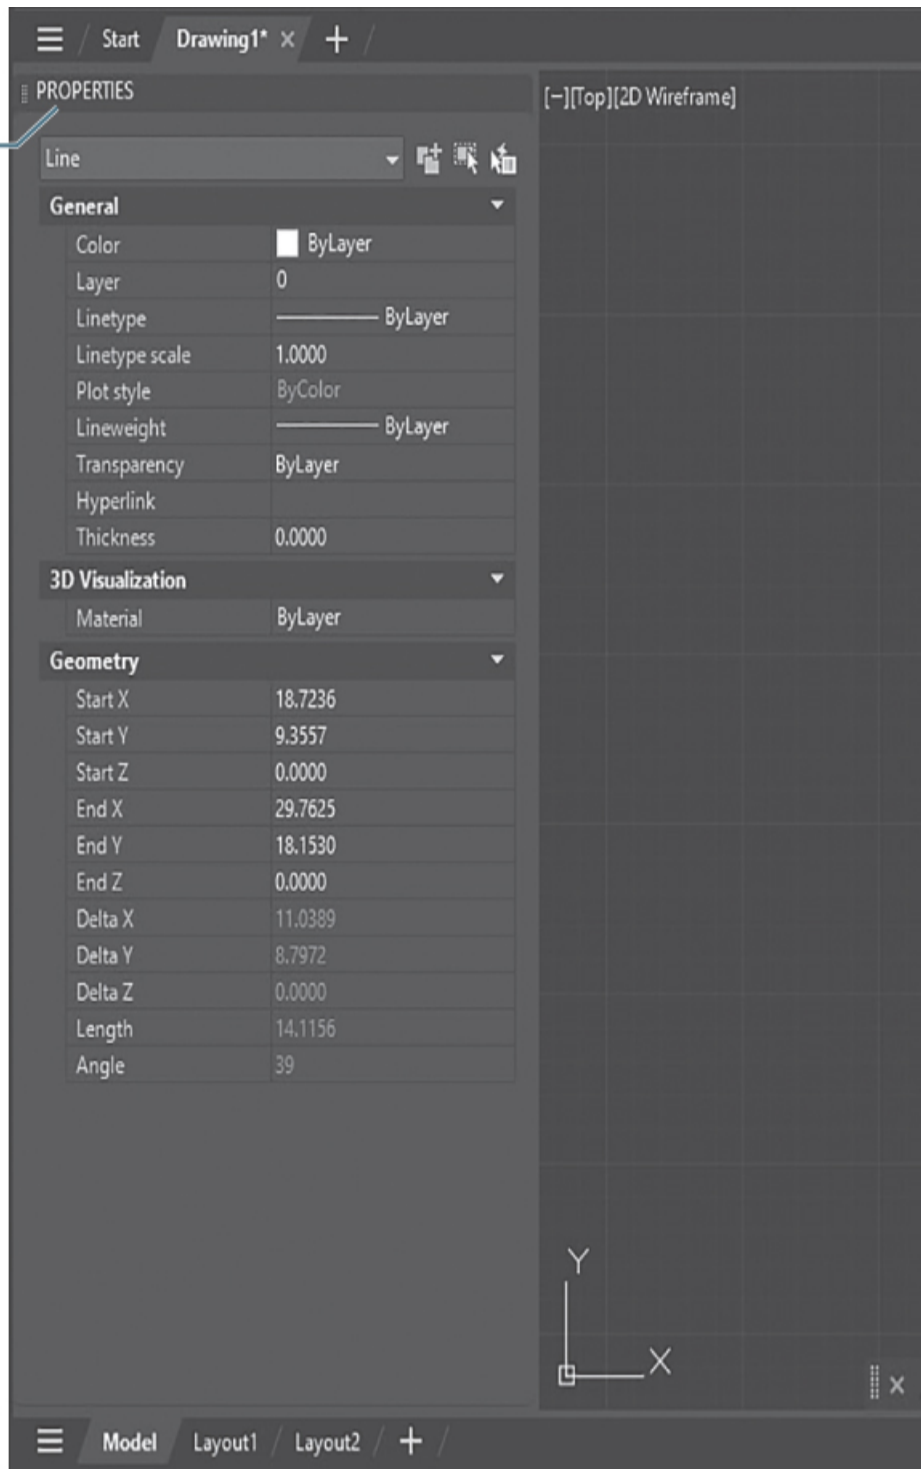 Start Drawing1*
PROPERTIES
[−][Top][2D Wireframe]
Line
General
Color ByLayer
Layer 0
Linetype ByLayer
Linetype scale 1.0000
Plot style ByColor
Lineweight ByLayer
Transparency ByLayer
Hyperlink
Thickness 0.0000
3D Visualization
Material ByLayer
Geometry
Start X 18.7236
Start Y 9.3557
Start Z 0.0000
End X 29.7625
End Y 18.1530
End Z 0.0000
Delta X 11.0389
Delta Y 8.7972
Delta Z 0.0000
Length 14.1156
Angle 39
Y
X
Model Layout1 Layout2